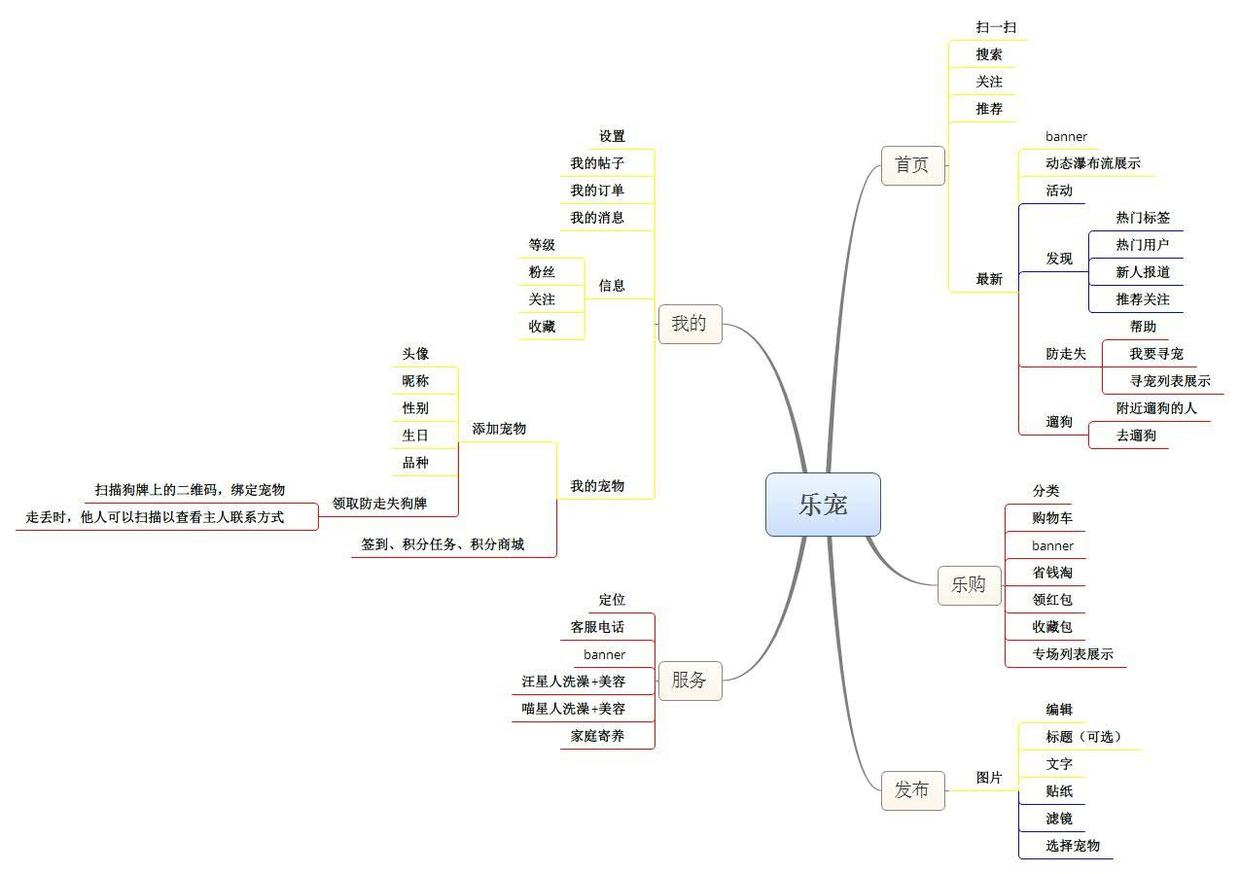 乐宠
首页
扫一扫
搜索
关注
推荐
最新
banner
动态瀑布流展示
活动
发现
热门标签
热门用户
新人报道
推荐关注
防走失
帮助
我要寻宠
寻宠列表展示
遛狗
附近遛狗的人
去遛狗
乐购
分类
购物车
banner
省钱淘
领红包
收藏包
专场列表展示
发布
图片
编辑
标题（可选）
文字
贴纸
滤镜
选择宠物
我的
设置
我的帖子
我的订单
我的消息
信息
等级
粉丝
关注
收藏
我的宠物
添加宠物
头像
昵称
性别
生日
品种
领取防走失狗牌
扫描狗牌上的二维码，绑定宠物
走丢时，他人可以扫描以查看主人联系方式
签到、积分任务、积分商城
服务
定位
客服电话
banner
汪星人洗澡+美容
喵星人洗澡+美容
家庭寄养